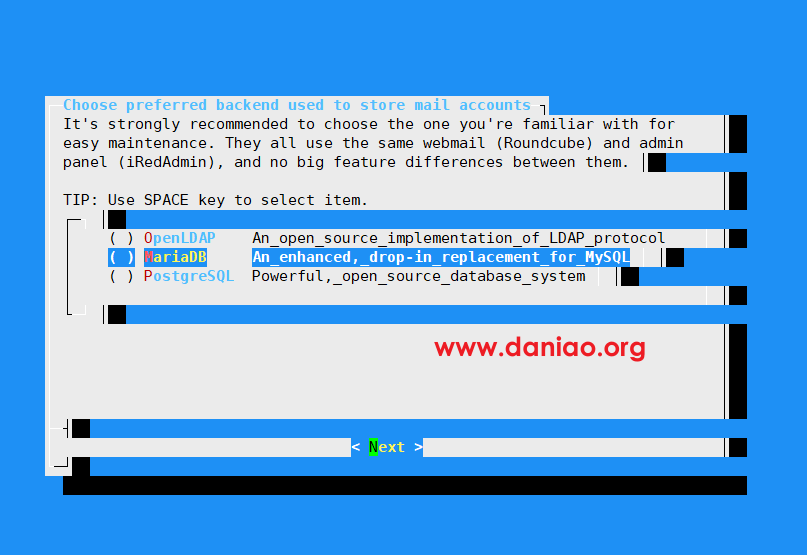 Choose preferred backend used to store mail accounts
It's strongly recommended to choose the one you're familiar with for
easy maintenance. They all use the same webmail (Roundcube) and admin
panel (iRedAdmin), and no big feature differences between them.
TIP: Use SPACE key to select item.
( ) OpenLDAP An_open_source_implementation_of_LDAP_protocol
( ) MariaDB An_enhanced,_drop-in_replacement_for_MySQL
( ) PostgreSQL Powerful,_open_source_database_system
www.daniao.org
< Next >